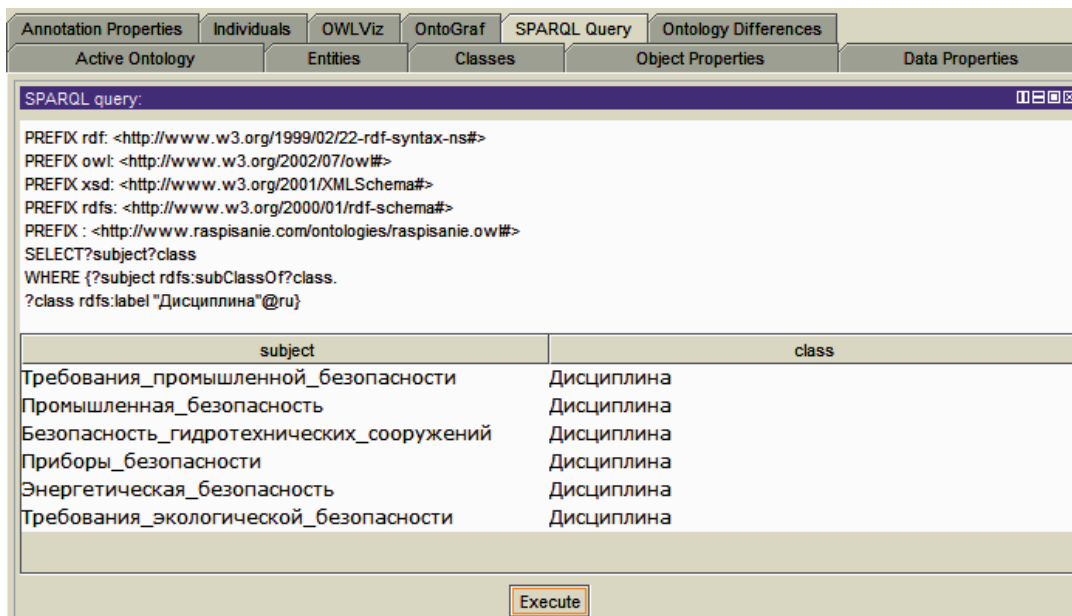 Annotation Properties Individuals OWLViz OntoGraf SPARQL Query Ontology Differences
Active Ontology Entities Classes Object Properties Data Properties
SPARQL query:
PREFIX rdf: <http://www.w3.org/1999/02/22-rdf-syntax-ns#>
PREFIX owl: <http://www.w3.org/2002/07/owl#>
PREFIX xsd: <http://www.w3.org/2001/XMLSchema#>
PREFIX rdfs: <http://www.w3.org/2000/01/rdf-schema#>
PREFIX : <http://www.raspisanie.com/ontologies/raspisanie.owl#>
SELECT?subject?class
WHERE {?subject rdfs:subClassOf?class.
?class rdfs:label "Дисциплина"@ru}
subject class
Требования_промышленной_безопасности Дисциплина
Промышленная_безопасность Дисциплина
Безопасность_гидротехнических_сооружений Дисциплина
Приборы_безопасности Дисциплина
Энергетическая_безопасность Дисциплина
Требования_экологической_безопасности Дисциплина
Execute